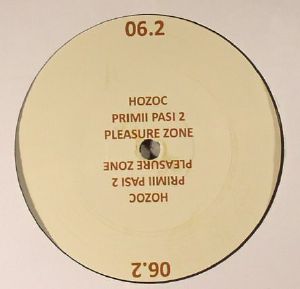 06.2
HOZOC
PRIMII PASI 2
PLEASURE ZONE
PLEASURE ZONE
PRIMII PASI 2
HOZOC
06.2